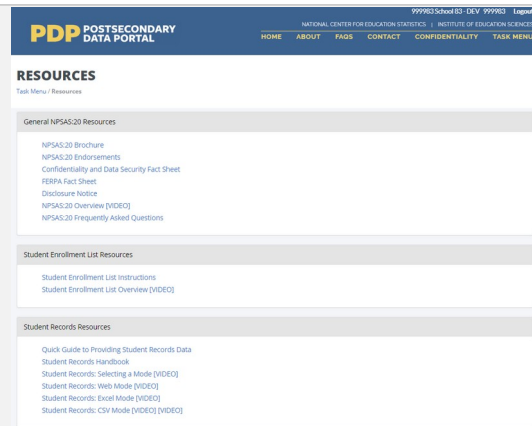 999983 School 83 - DEV 999983 Logout
PDP POSTSECONDARY DATA PORTAL
NATIONAL CENTER FOR EDUCATION STATISTICS | INSTITUTE OF EDUCATION SCIENCES
HOME ABOUT FAQS CONTACT CONFIDENTIALITY TASK MENU
RESOURCES
Task Menu / Resources
General NPSAS:20 Resources
NPSAS:20 Brochure
NPSAS:20 Endorsements
Confidentiality and Data Security Fact Sheet
FERPA Fact Sheet
Disclosure Notice
NPSAS:20 Overview [VIDEO]
NPSAS:20 Frequently Asked Questions
Student Enrollment List Resources
Student Enrollment List Instructions
Student Enrollment List Overview [VIDEO]
Student Records Resources
Quick Guide to Providing Student Records Data
Student Records Handbook
Student Records: Selecting a Mode [VIDEO]
Student Records: Web Mode [VIDEO]
Student Records: Excel Mode [VIDEO]
Student Records: CSV Mode [VIDEO] [VIDEO]